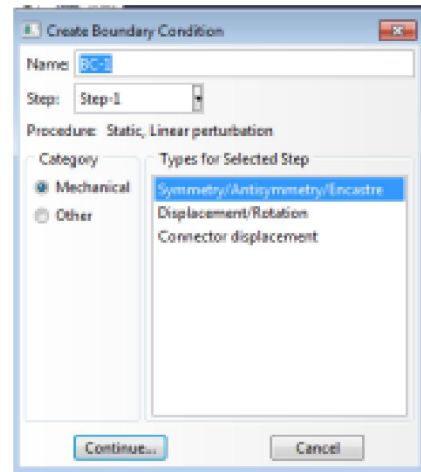 Create Boundary Condition
Name: BC-1
Step: Step-1
Procedure: Static, Linear perturbation
Category
Mechanical
Other
Types for Selected Step
Symmetry/Antisymmetry/Encastre
Displacement/Rotation
Connector displacement
Continue...
Cancel